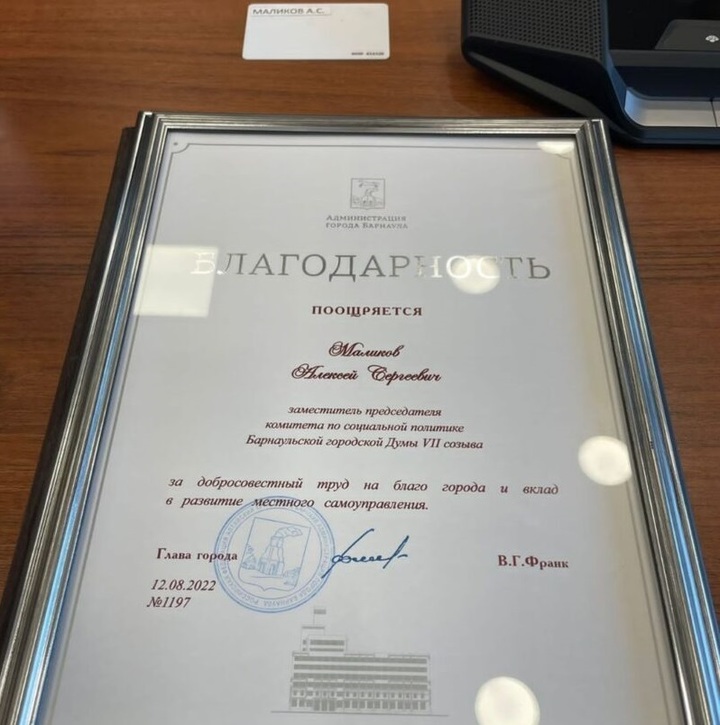 МАЛИКОВ А.С.
АДМИНИСТРАЦИЯ
ГОРОДА БАРНАУЛА
БЛАГОДАРНОСТЬ
ПООЩРЯЕТСЯ
Маликов
Алексей Сергеевич
заместитель председателя
комитета по социальной политике
Барнаульской городской Думы VII созыва
за добросовестный труд на благо города и вклад
в развитие местного самоуправления.
Глава города
В.Г.Франк
12.08.2022
№1197